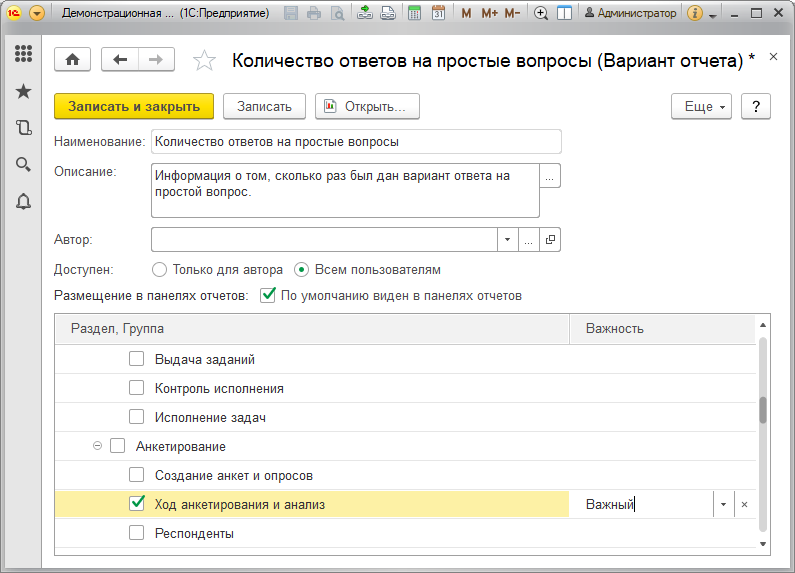 1С Демонстрационная ... (1С:Предприятие) 31 M M+ M- Администратор i
Количество ответов на простые вопросы (Вариант отчета) *
Записать и закрыть Записать Открыть... Еще ?
Наименование: Количество ответов на простые вопросы
Описание: Информация о том, сколько раз был дан вариант ответа на
простой вопрос.
...
Автор: ...
Доступен: Только для автора Всем пользователям
Размещение в панелях отчетов: По умолчанию виден в панелях отчетов
Раздел, Группа Важность
Выдача заданий
Контроль исполнения
Исполнение задач
Анкетирование
Создание анкет и опросов
Ход анкетирования и анализ Важный
Респонденты